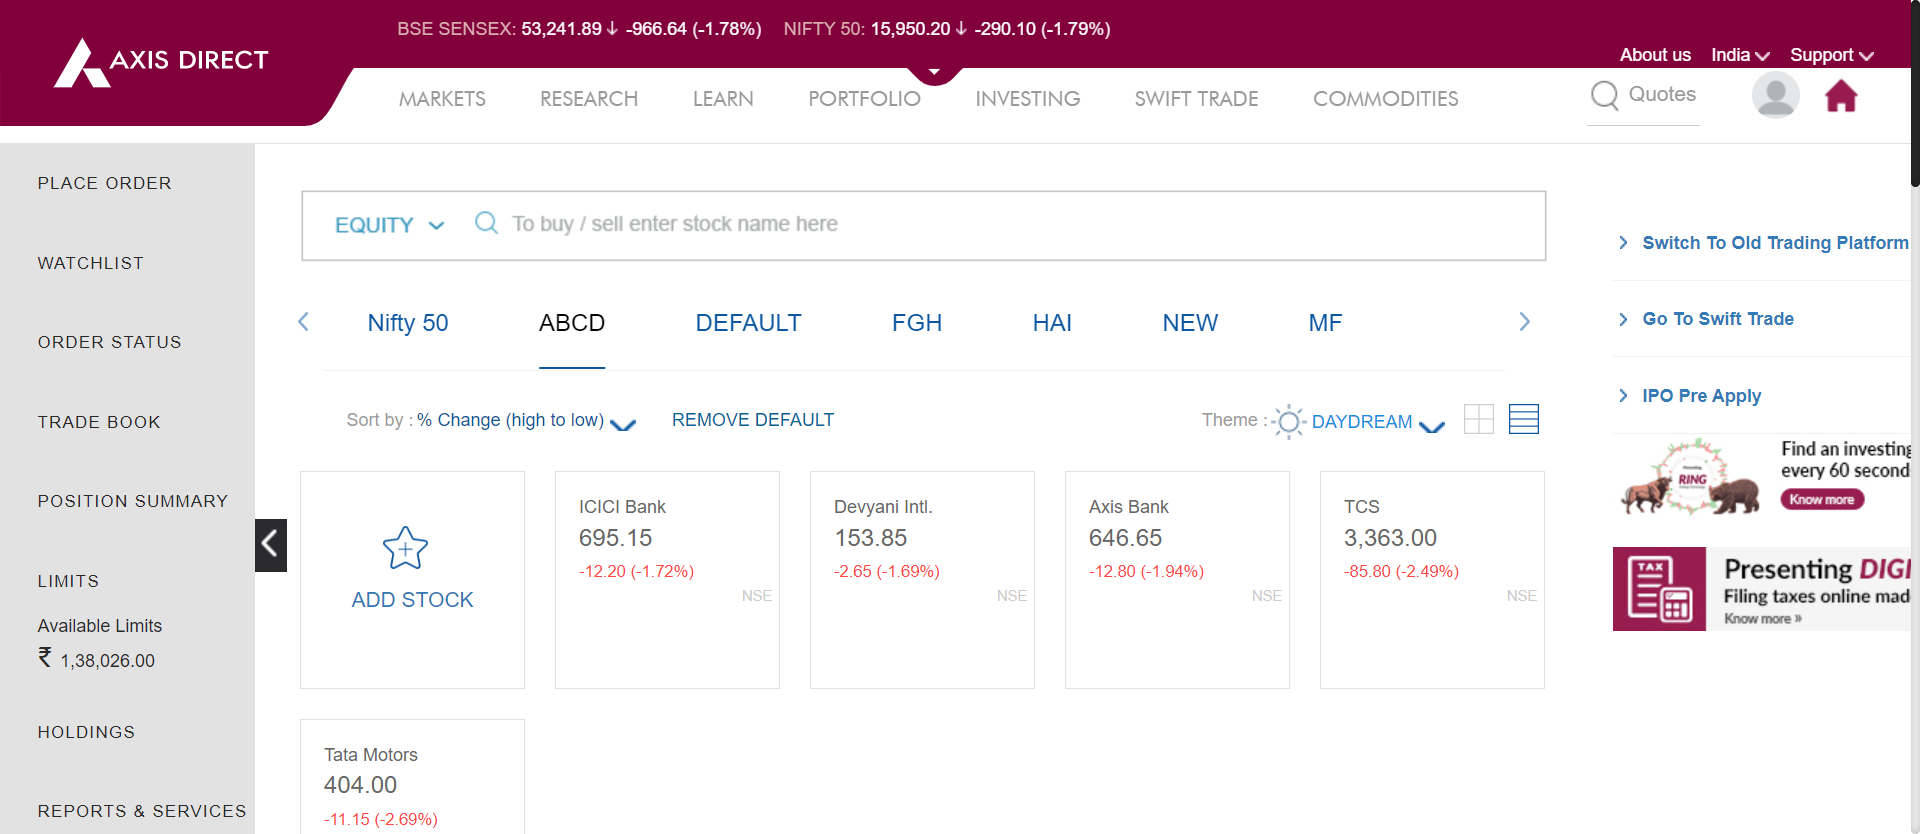 BSE SENSEX: 53,241.89 -966.64 (-1.78%) NIFTY 50: 15,950.20 -290.10 (-1.79%)
AXIS DIRECT
About us India Support
MARKETS RESEARCH LEARN PORTFOLIO INVESTING SWIFT TRADE COMMODITIES Quotes
PLACE ORDER
WATCHLIST
ORDER STATUS
TRADE BOOK
POSITION SUMMARY
LIMITS
Available Limits
₹ 1,38,026.00
HOLDINGS
REPORTS & SERVICES
EQUITY To buy / sell enter stock name here
Nifty 50 ABCD DEFAULT FGH HAI NEW MF
Sort by : % Change (high to low) REMOVE DEFAULT Theme : DAYDREAM
ADD STOCK
ICICI Bank
695.15
-12.20 (-1.72%)
NSE
Devyani Intl.
153.85
-2.65 (-1.69%)
NSE
Axis Bank
646.65
-12.80 (-1.94%)
NSE
TCS
3,363.00
-85.80 (-2.49%)
NSE
Tata Motors
404.00
-11.15 (-2.69%)
Switch To Old Trading Platform
Go To Swift Trade
IPO Pre Apply
RING
Find an investing
every 60 second
Know more
TAX
Presenting DIGI
Filing taxes online mad
Know more »